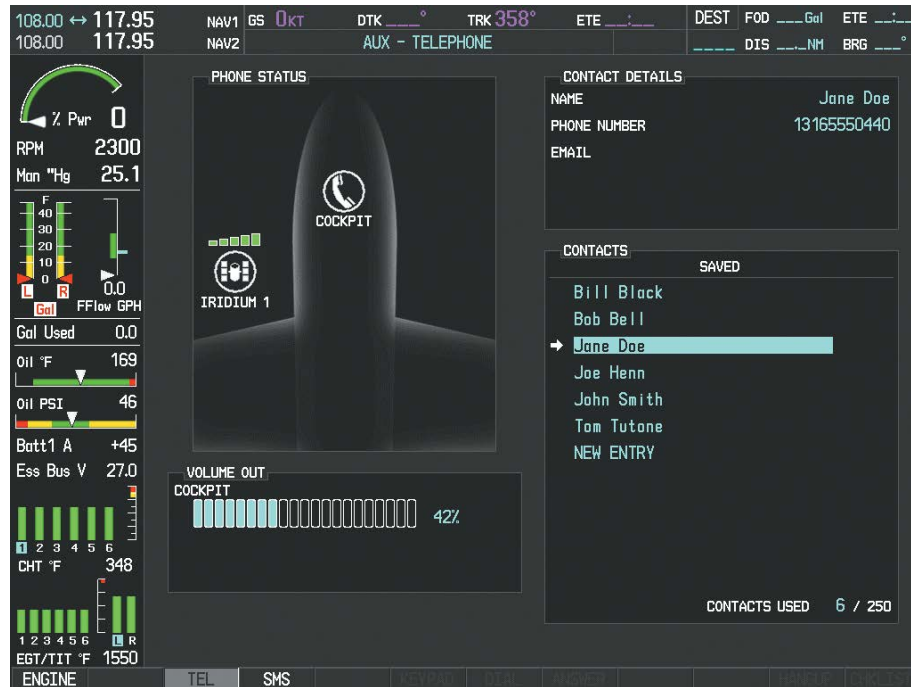 108.00 ↔ 117.95 NAV1 GS 0KT DTK ___° TRK 358° ETE __:__ DEST FOD ___Gal ETE __:__
108.00 117.95 NAV2 AUX - TELEPHONE ____ DIS __._NM BRG ___°
PHONE STATUS
COCKPIT
IRIDIUM 1
VOLUME OUT
COCKPIT
42%
CONTACT DETAILS
NAME Jane Doe
PHONE NUMBER 13165550440
EMAIL
CONTACTS
SAVED
Bill Black
Bob Bell
Jane Doe
Joe Henn
John Smith
Tom Tutone
NEW ENTRY
CONTACTS USED 6 / 250
% Pwr 0
RPM 2300
Man "Hg 25.1
F
40
30
20
10
0
L R 0.0
Gal FFlow GPH
Gal Used 0.0
Oil °F 169
Oil PSI 46
Batt1 A +45
Ess Bus V 27.0
1 2 3 4 5 6
CHT °F 348
1 2 3 4 5 6 L R
EGT/TIT °F 1550
ENGINE TEL SMS KEYPAD DIAL ANSWER HANGUP CHKLIST